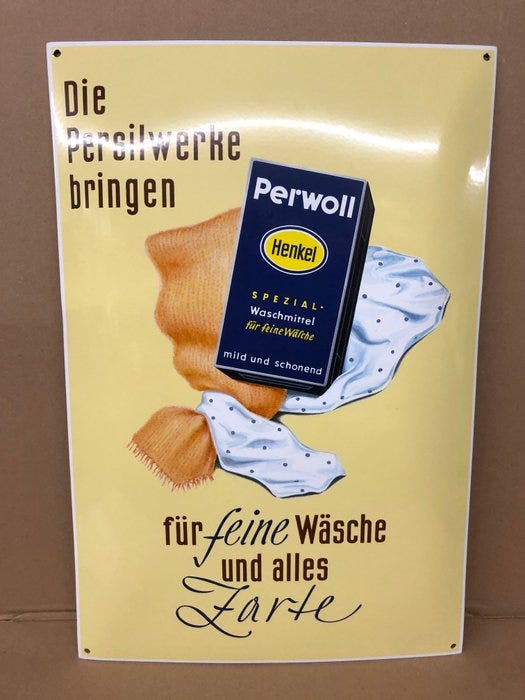 Die
Persilwerke
bringen
Perwoll
Henkel
SPEZIAL-
Waschmittel
für feine Wäsche
mild und schonend
für feine Wäsche
und alles
Zarte